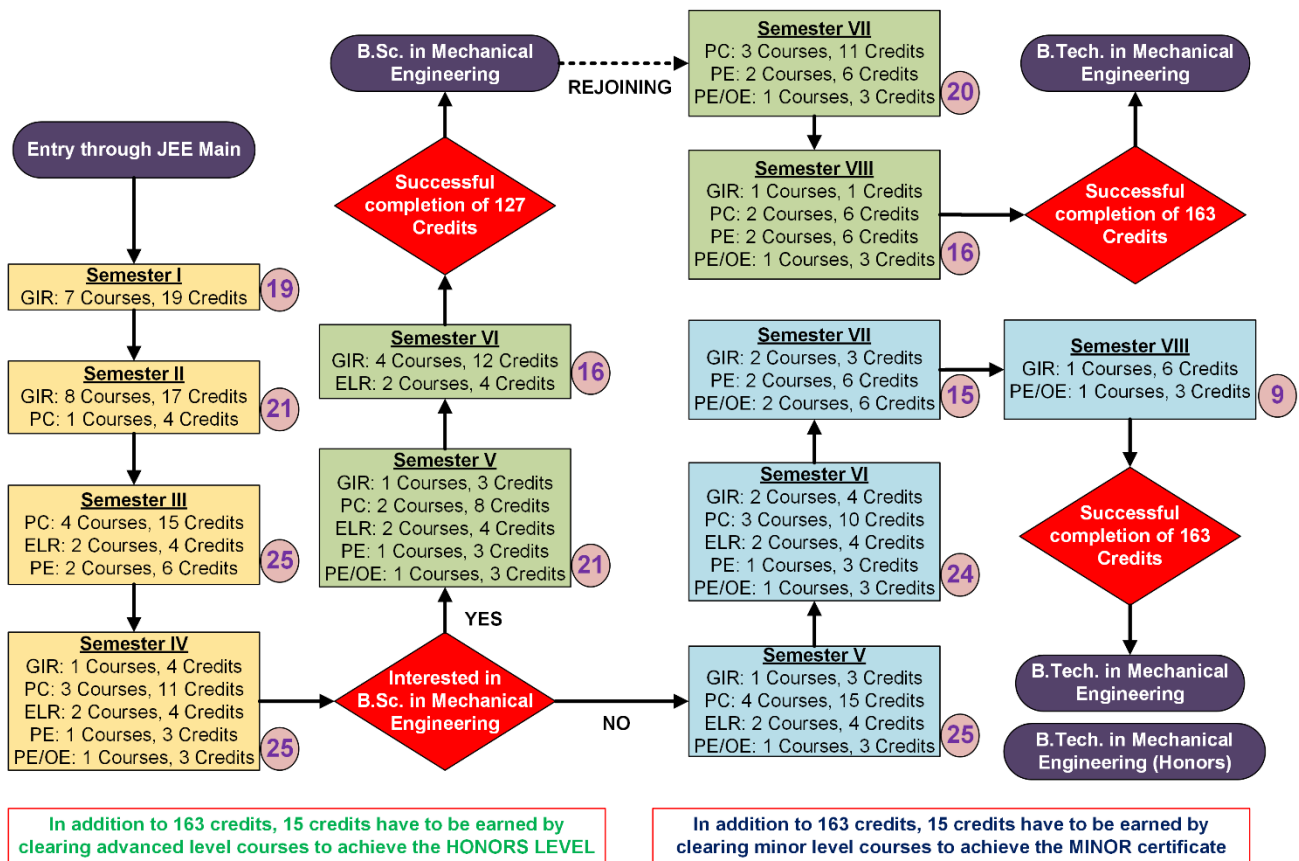 Entry through JEE Main
Semester I
GIR: 7 Courses, 19 Credits
19
Semester II
GIR: 8 Courses, 17 Credits
PC: 1 Courses, 4 Credits
21
Semester III
PC: 4 Courses, 15 Credits
ELR: 2 Courses, 4 Credits
PE: 2 Courses, 6 Credits
25
Semester IV
GIR: 1 Courses, 4 Credits
PC: 3 Courses, 11 Credits
ELR: 2 Courses, 4 Credits
PE: 1 Courses, 3 Credits
PE/OE: 1 Courses, 3 Credits
25
Interested in
B.Sc. in Mechanical
Engineering
YES
Semester V
GIR: 1 Courses, 3 Credits
PC: 2 Courses, 8 Credits
ELR: 2 Courses, 4 Credits
PE: 1 Courses, 3 Credits
PE/OE: 1 Courses, 3 Credits
21
Semester VI
GIR: 4 Courses, 12 Credits
ELR: 2 Courses, 4 Credits
16
Successful
completion of 127
Credits
B.Sc. in Mechanical
Engineering
REJOINING
Semester VII
PC: 3 Courses, 11 Credits
PE: 2 Courses, 6 Credits
PE/OE: 1 Courses, 3 Credits
20
Semester VIII
GIR: 1 Courses, 1 Credits
PC: 2 Courses, 6 Credits
PE: 2 Courses, 6 Credits
PE/OE: 1 Courses, 3 Credits
16
Successful
completion of 163
Credits
B.Tech. in Mechanical
Engineering
NO
Semester V
GIR: 1 Courses, 3 Credits
PC: 4 Courses, 15 Credits
ELR: 2 Courses, 4 Credits
PE/OE: 1 Courses, 3 Credits
25
Semester VI
GIR: 2 Courses, 4 Credits
PC: 3 Courses, 10 Credits
ELR: 2 Courses, 4 Credits
PE: 1 Courses, 3 Credits
PE/OE: 1 Courses, 3 Credits
24
Semester VII
GIR: 2 Courses, 3 Credits
PE: 2 Courses, 6 Credits
PE/OE: 2 Courses, 6 Credits
15
Semester VIII
GIR: 1 Courses, 6 Credits
PE/OE: 1 Courses, 3 Credits
9
Successful
completion of 163
Credits
B.Tech. in Mechanical
Engineering
B.Tech. in Mechanical
Engineering (Honors)
In addition to 163 credits, 15 credits have to be earned by
clearing advanced level courses to achieve the HONORS LEVEL
In addition to 163 credits, 15 credits have to be earned by
clearing minor level courses to achieve the MINOR certificate